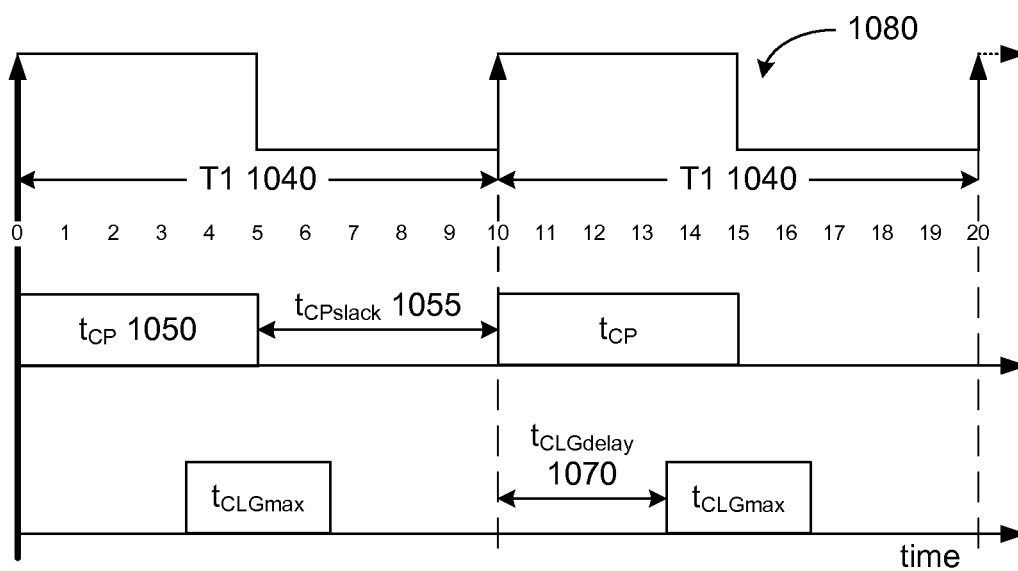 1080
T1 1040 T1 1040
0 1 2 3 4 5 6 7 8 9 10 11 12 13 14 15 16 17 18 19 20
tCP 1050 tCPslack 1055 tCP
tCLGdelay
1070
tCLGmax tCLGmax
time